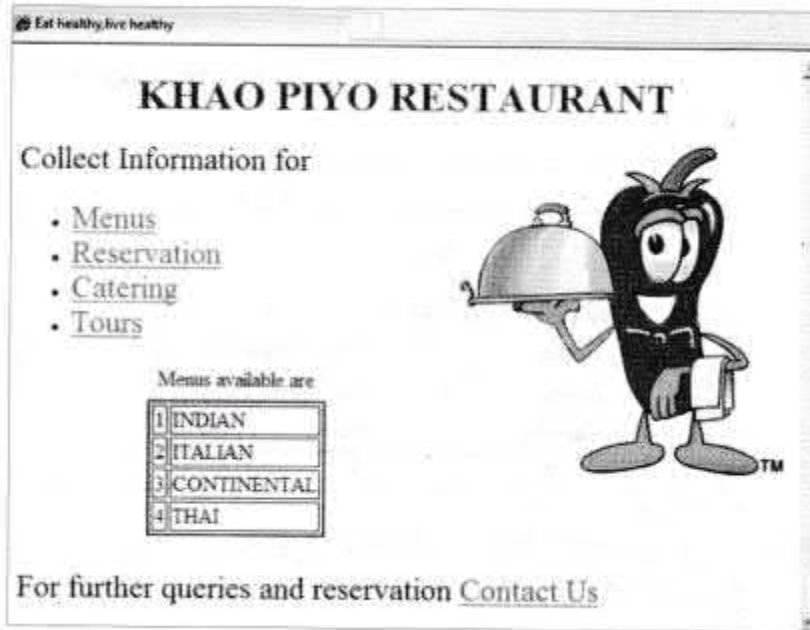 Eat healthy,live healthy
KHAO PIYO RESTAURANT
Collect Information for
• Menus
• Reservation
• Catering
• Tours
Menus available are
1 INDIAN
2 ITALIAN
3 CONTINENTAL
4 THAI
TM
For further queries and reservation Contact Us